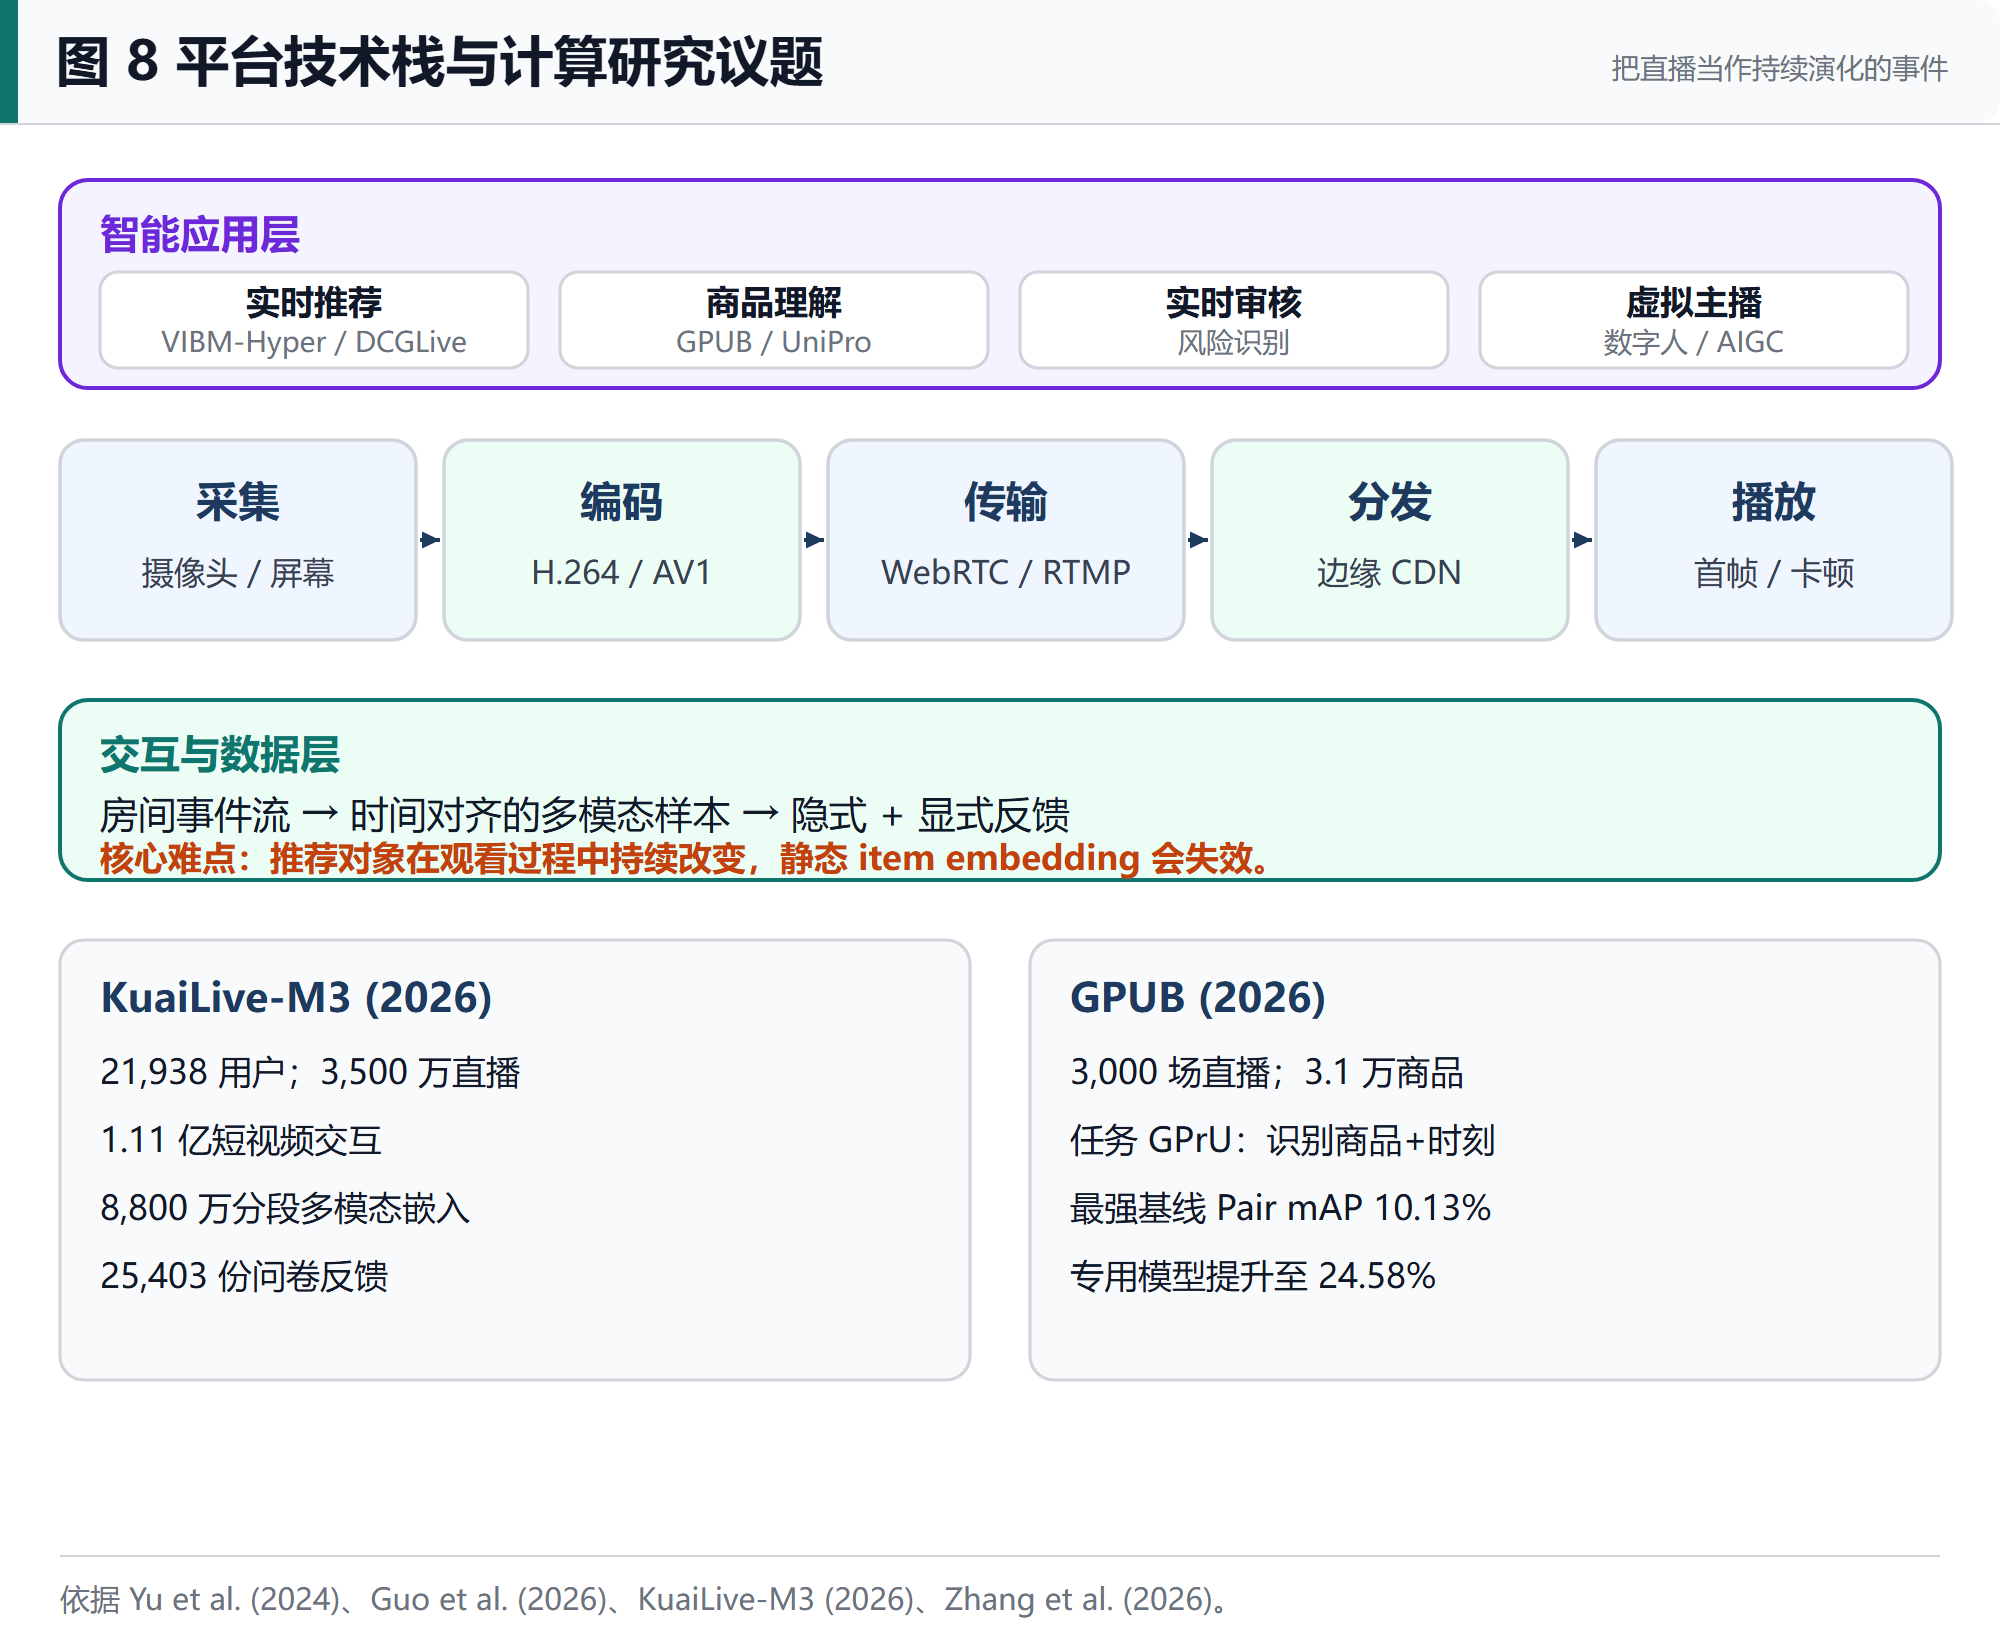 图 8 平台技术栈与计算研究议题
把直播当作持续演化的事件
智能应用层
实时推荐
VIBM-Hyper / DCGLive
商品理解
GPUB / UniPro
实时审核
风险识别
虚拟主播
数字人 / AIGC
采集
摄像头 / 屏幕
编码
H.264 / AV1
传输
WebRTC / RTMP
分发
边缘 CDN
播放
首帧 / 卡顿
交互与数据层
房间事件流 → 时间对齐的多模态样本 → 隐式 + 显式反馈
核心难点：推荐对象在观看过程中持续改变，静态 item embedding 会失效。
KuaiLive-M3 (2026)
21,938 用户；3,500 万直播
1.11 亿短视频交互
8,800 万分段多模态嵌入
25,403 份问卷反馈
GPUB (2026)
3,000 场直播；3.1 万商品
任务 GPrU：识别商品+时刻
最强基线 Pair mAP 10.13%
专用模型提升至 24.58%
依据 Yu et al. (2024)、Guo et al. (2026)、KuaiLive-M3 (2026)、Zhang et al. (2026)。